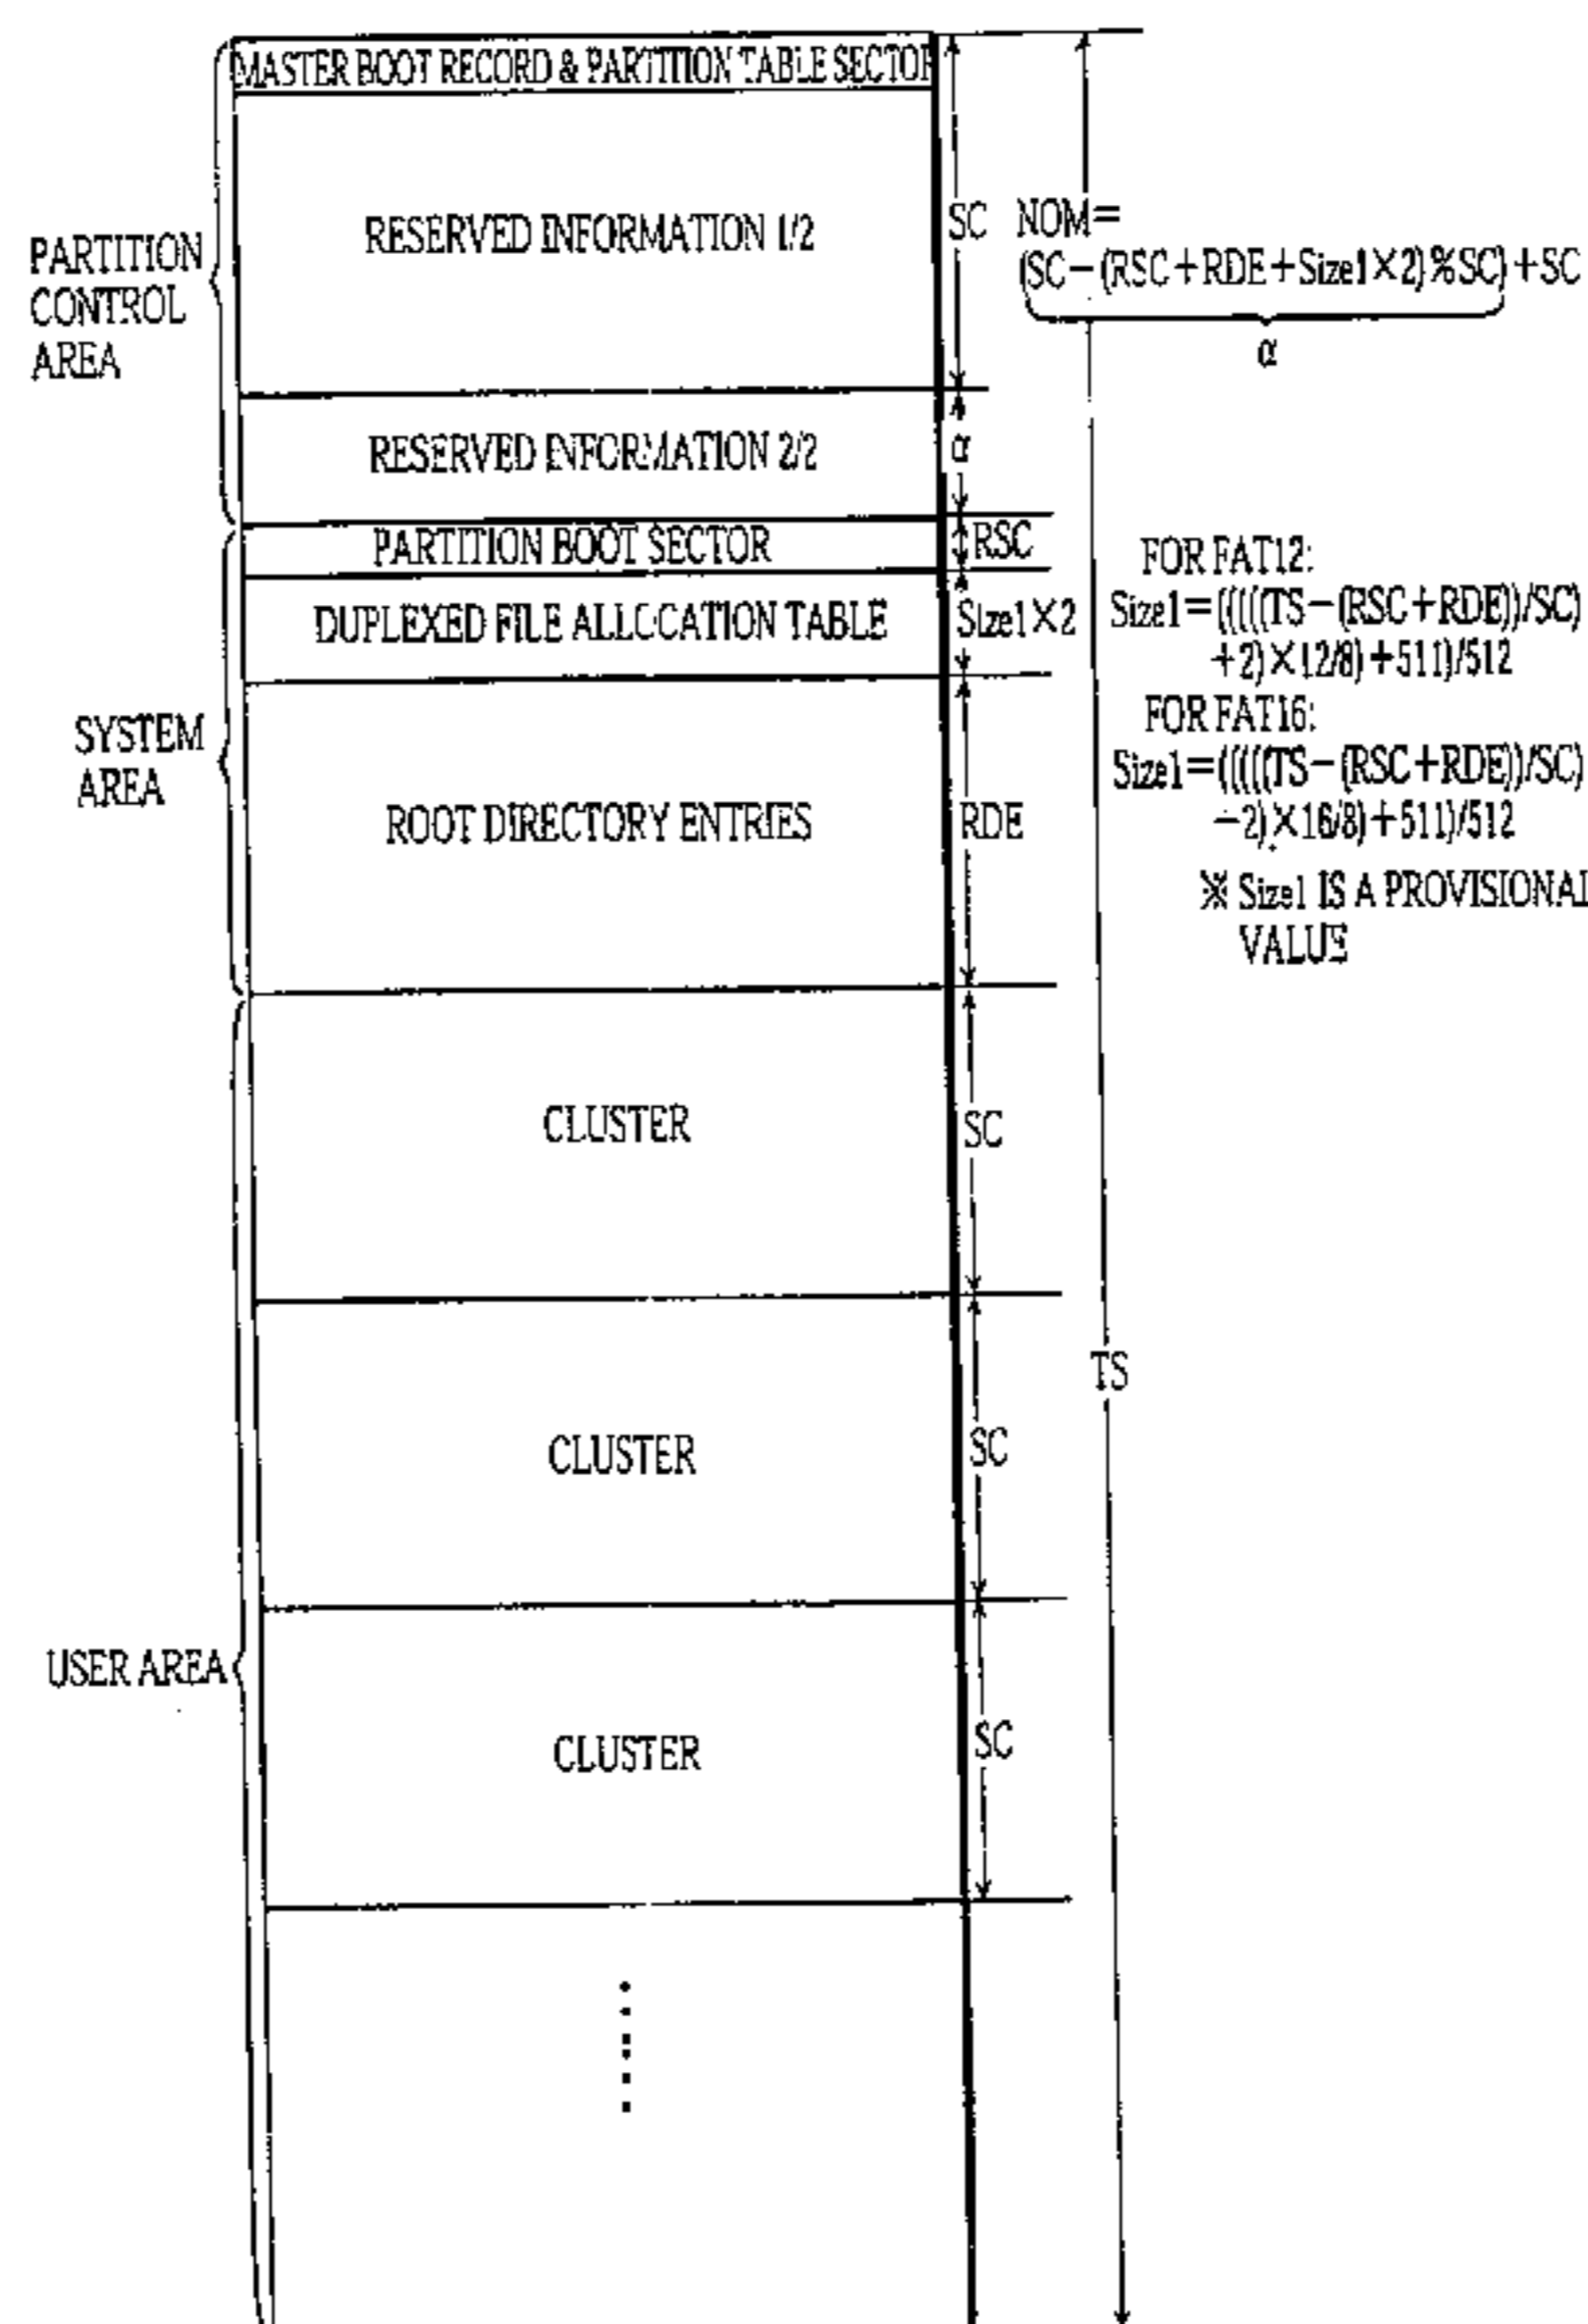 MASTER BOOT RECORD & PARTITION TABLE SECTOR
RESERVED INFORMATION 1/2
SC
NOM=
(SC-(RSC+RDE+Size1×2)%SC)+SC
α
PARTITION
CONTROL
AREA
RESERVED INFORMATION 2/2
α
PARTITION BOOT SECTOR
RSC
DUPLEXED FILE ALLOCATION TABLE
Size1×2
FOR FAT12:
Size1=(((((TS-(RSC+RDE))/SC)
+2)×12/8)+511)/512
FOR FAT16:
Size1=(((((TS-(RSC+RDE))/SC)
-2)×16/8)+511)/512
※ Size1 IS A PROVISIONAL
VALUE
SYSTEM
AREA
ROOT DIRECTORY ENTRIES
RDE
CLUSTER
SC
TS
CLUSTER
SC
USER AREA
CLUSTER
SC